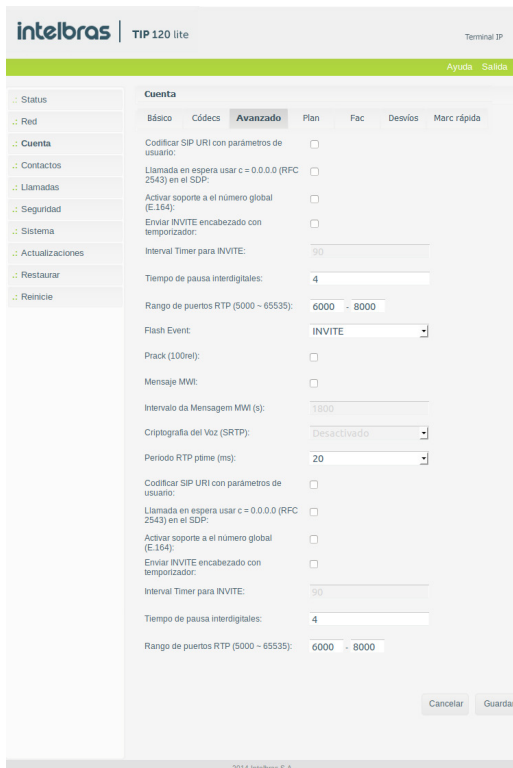 intelbras TIP 120 lite
Terminal IP
Ayuda Salida
.: Status
.: Red
.: Cuenta
.: Contactos
.: Llamadas
.: Seguridad
.: Sistema
.: Actualizaciones
.: Restaurar
.: Reinicie
Cuenta
Básico Códecs Avanzado Plan Fac Desvíos Marc rápida
Codificar SIP URI con parámetros de
usuario:
Llamada en espera usar c = 0.0.0.0 (RFC
2543) en el SDP:
Activar soporte a el número global
(E.164):
Enviar INVITE encabezado con
temporizador:
Interval Timer para INVITE: 90
Tiempo de pausa interdigitales: 4
Rango de puertos RTP (5000 ~ 65535): 6000 - 8000
Flash Event: INVITE
Prack (100rel):
Mensaje MWI:
Intervalo da Mensagem MWI (s): 1800
Criptografia del Voz (SRTP): Desactivado
Periodo RTP ptime (ms): 20
Codificar SIP URI con parámetros de
usuario:
Llamada en espera usar c = 0.0.0.0 (RFC
2543) en el SDP:
Activar soporte a el número global
(E.164):
Enviar INVITE encabezado con
temporizador:
Interval Timer para INVITE: 90
Tiempo de pausa interdigitales: 4
Rango de puertos RTP (5000 ~ 65535): 6000 - 8000
Cancelar Guardar
2014 Intelbras S.A.